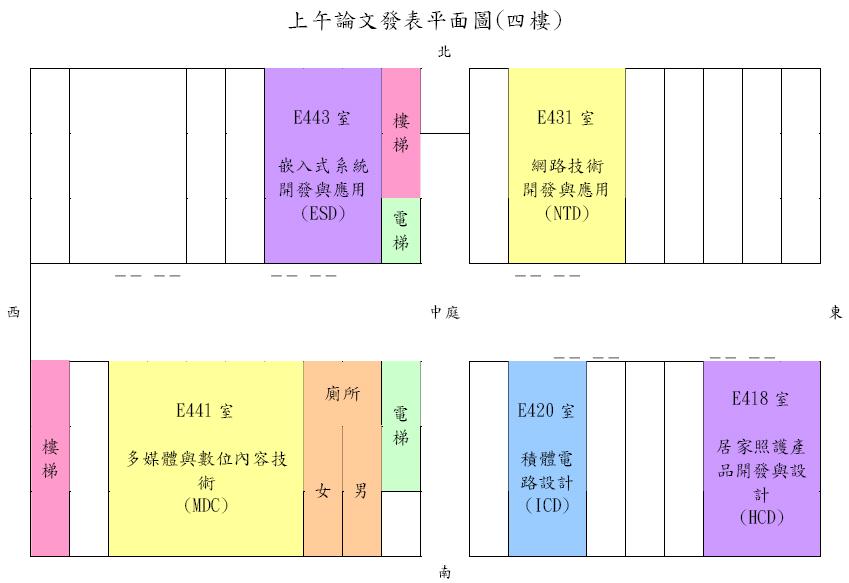 上午論文發表平面圖(四樓)
北
E443 室
嵌入式系統
開發與應用
(ESD)
樓
梯
電
梯
E431 室
網路技術
開發與應用
(NTD)
西
中庭
東
樓
梯
E441 室
多媒體與數位內容技
術
(MDC)
廁所
女
男
電
梯
E420 室
積體電
路設計
(ICD)
E418 室
居家照護產
品開發與設
計
(HCD)
南